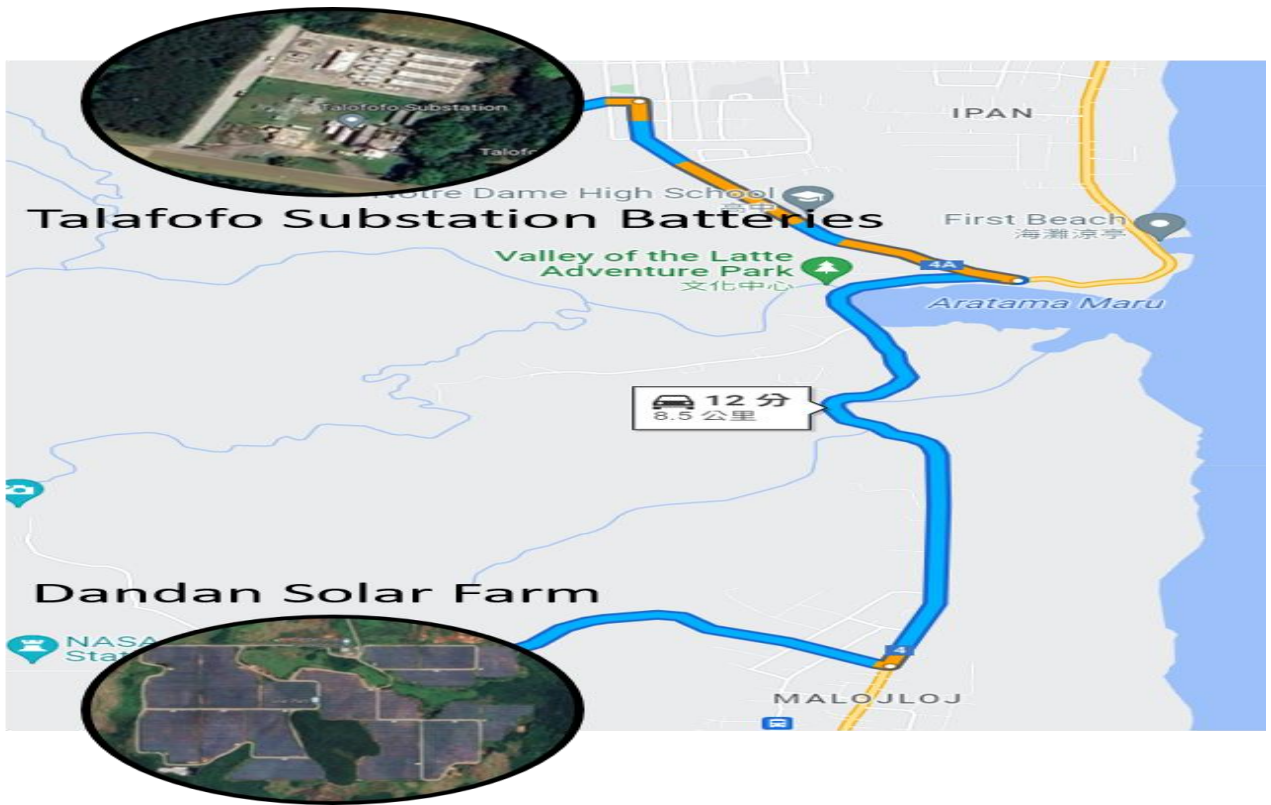 Talofofo Substation
Talofo
IPAN
Notre Dame High School
高中
Talafofo Substation Batteries
First Beach
海灘涼亭
Valley of the Latte
Adventure Park
文化中心
4A
Aratama Maru
12 分
8.5 公里
Dandan Solar Farm
NASA
Stat
4
MALOJLOJ